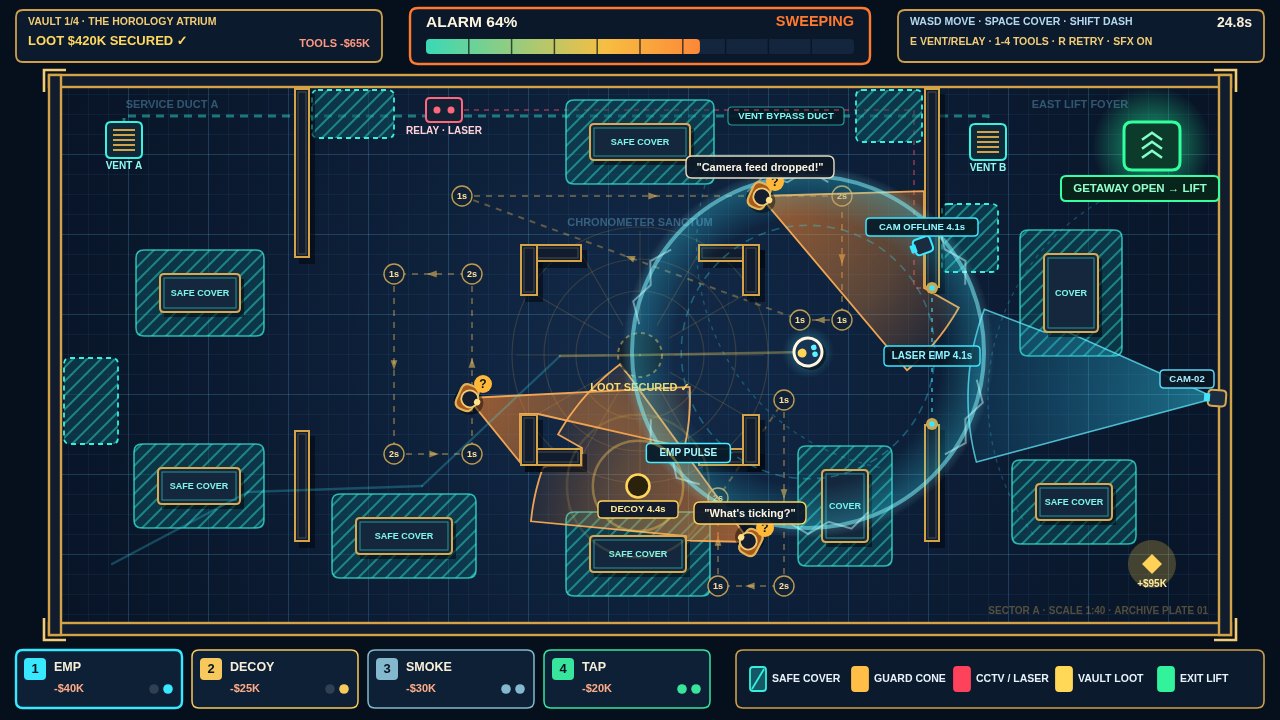 VAULT 1/4 · THE HOROLOGY ATRIUM
LOOT $420K SECURED ✓
TOOLS -$65K
ALARM 64%
SWEEPING
WASD MOVE · SPACE COVER · SHIFT DASH
24.8s
E VENT/RELAY · 1-4 TOOLS · R RETRY · SFX ON
SERVICE DUCT A
EAST LIFT FOYER
VENT A
RELAY · LASER
SAFE COVER
VENT BYPASS DUCT
VENT B
"Camera feed dropped!"
?
GETAWAY OPEN → LIFT
1s
2s
CHRONOMETER SANCTUM
CAM OFFLINE 4.1s
1s
2s
SAFE COVER
COVER
1s
1s
LASER EMP 4.1s
CAM-02
LOOT SECURED ✓
?
1s
2s
1s
EMP PULSE
SAFE COVER
2s
DECOY 4.4s
"What's ticking?"
COVER
SAFE COVER
?
SAFE COVER
SAFE COVER
1s
2s
+$95K
SECTOR A · SCALE 1:40 · ARCHIVE PLATE 01
1 EMP
-$40K
2 DECOY
-$25K
3 SMOKE
-$30K
4 TAP
-$20K
SAFE COVER
GUARD CONE
CCTV / LASER
VAULT LOOT
EXIT LIFT